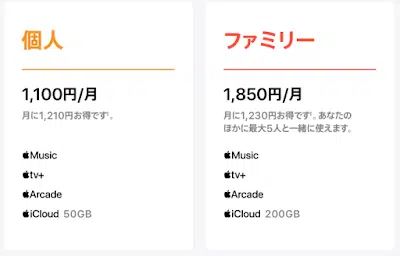 個人
1,100円/月
月に1,210円お得です¹。
Music
tv+
Arcade
iCloud 50GB
ファミリー
1,850円/月
月に1,230円お得です¹。あなたの
ほかに最大5人と一緒に使えます。
Music
tv+
Arcade
iCloud 200GB